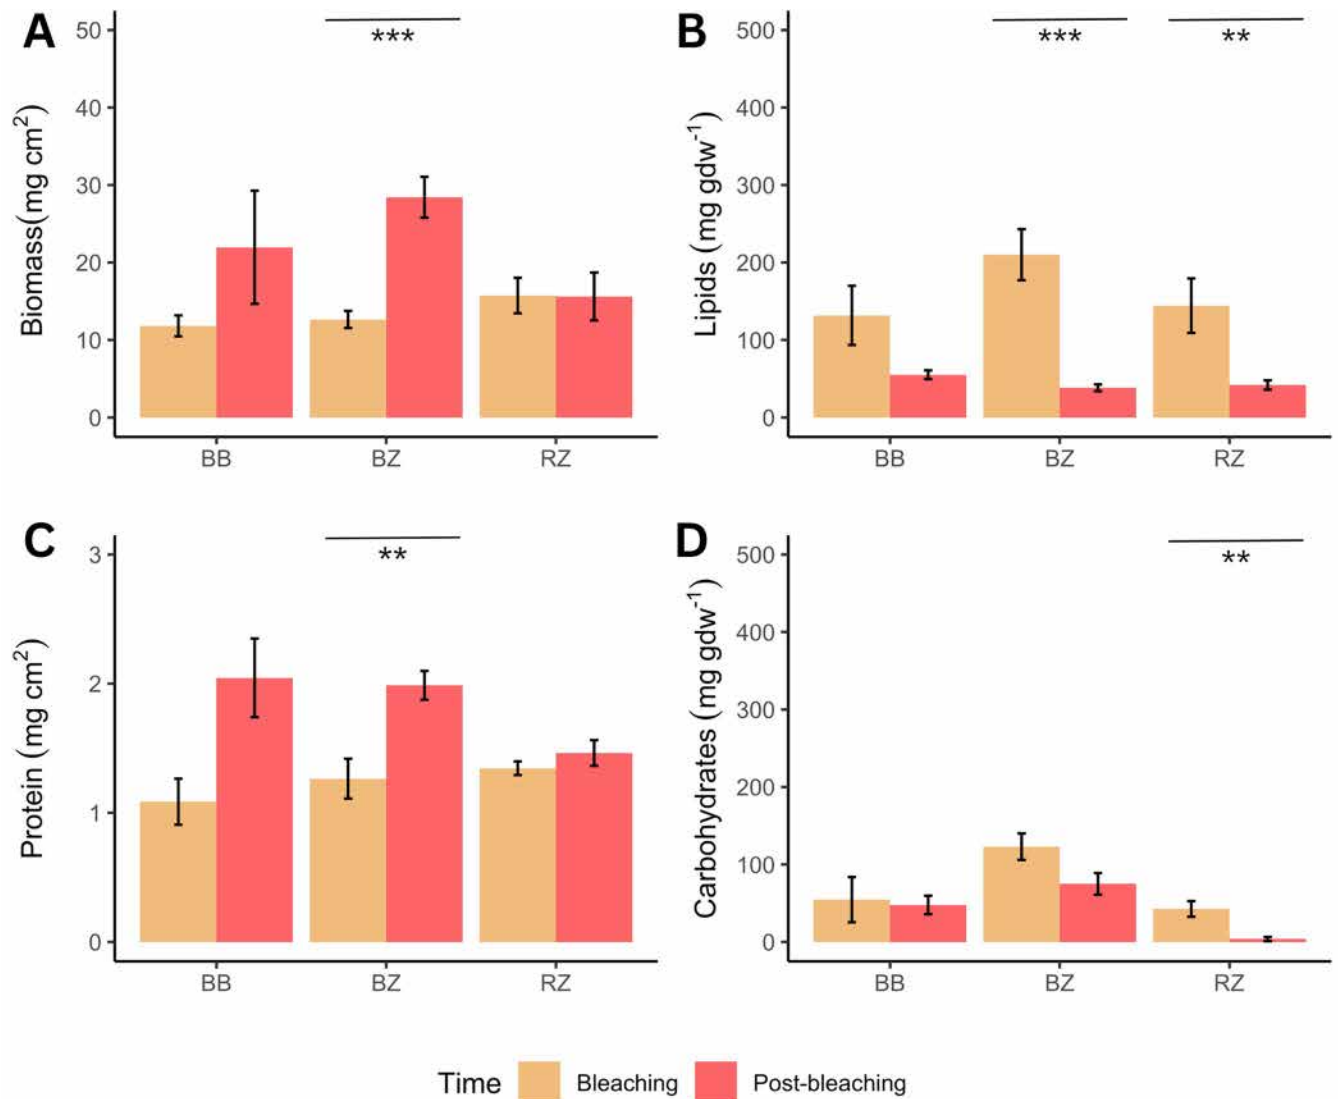 A
Biomass(mg cm²)
50
40
30
20
10
0
***
BB BZ RZ
B
Lipids (mg gdw⁻¹)
500
400
300
200
100
0
*** **
BB BZ RZ
C
Protein (mg cm²)
3
2
1
0
**
BB BZ RZ
D
Carbohydrates (mg gdw⁻¹)
500
400
300
200
100
0
**
BB BZ RZ
Time Bleaching Post-bleaching